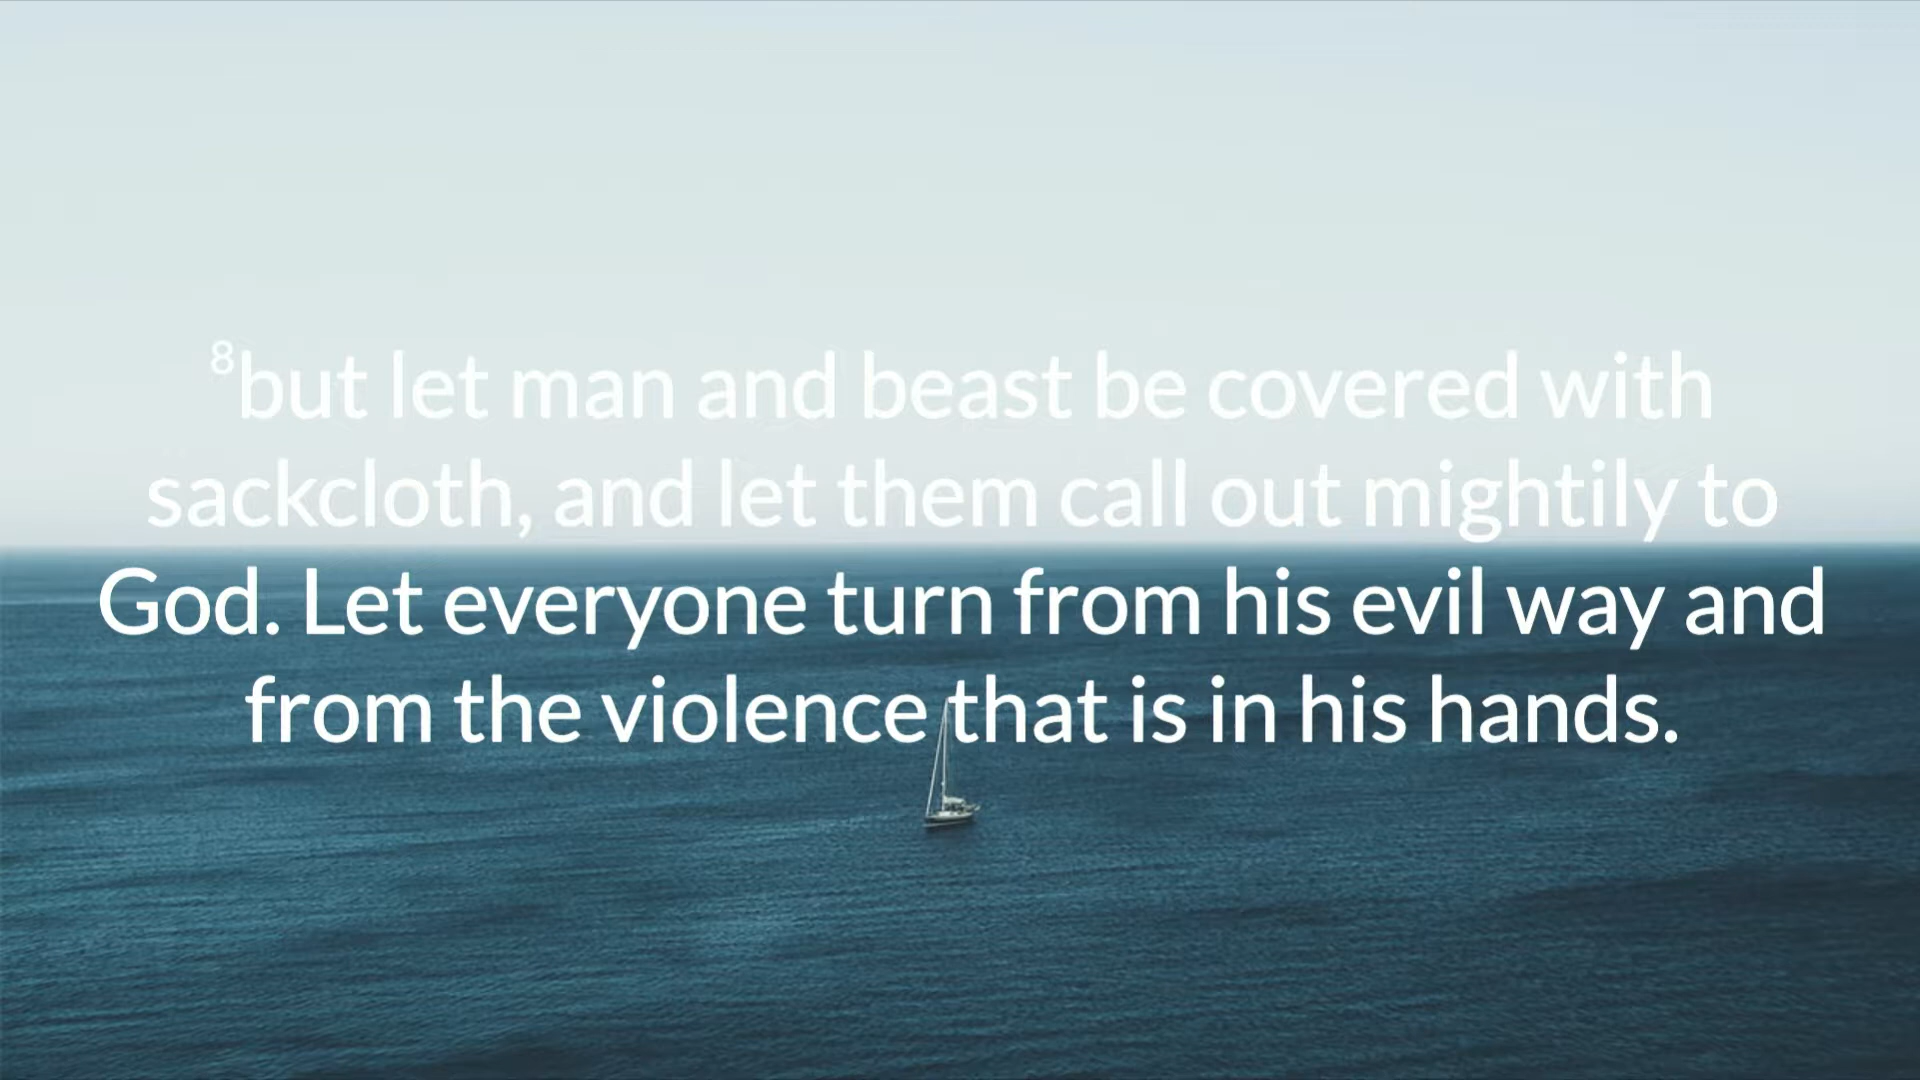 ⁸but let man and beast be covered with
sackcloth, and let them call out mightily to
God. Let everyone turn from his evil way and
from the violence that is in his hands.